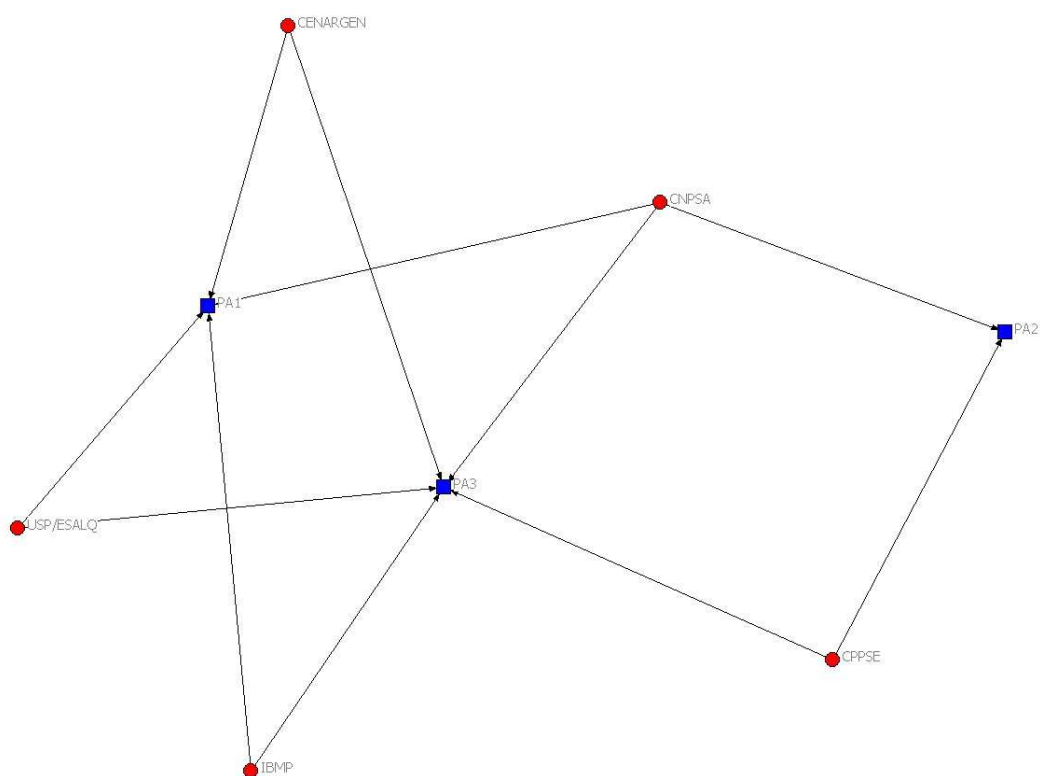 CENARGEN
CNPSA
PA1
PA2
PA3
USP/ESALQ
CPPSE
IBMP